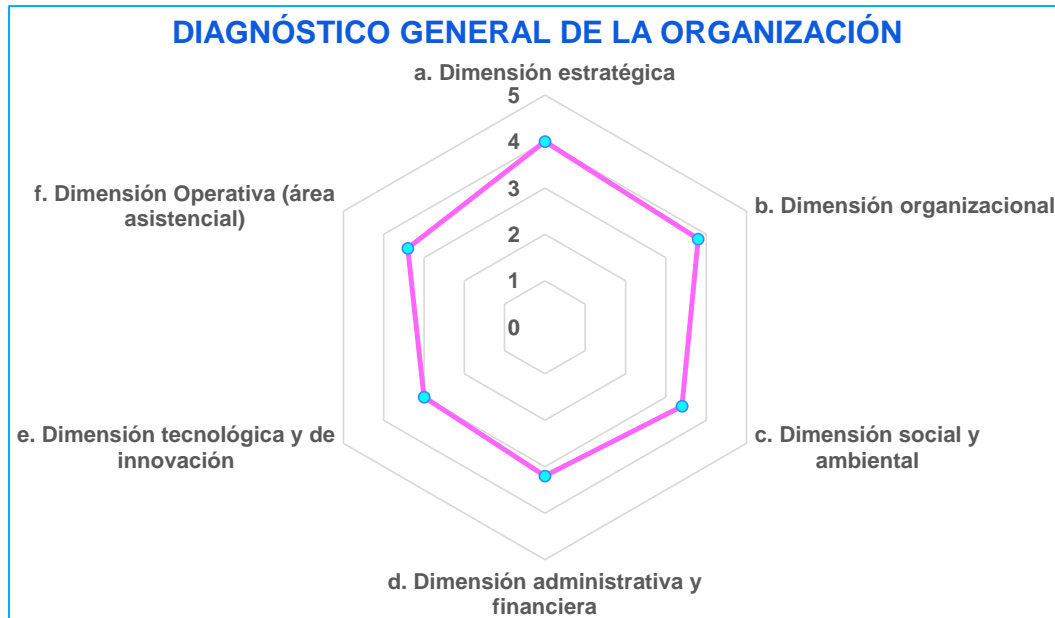 DIAGNÓSTICO GENERAL DE LA ORGANIZACIÓN
a. Dimensión estratégica
5
4
3
2
1
0
b. Dimensión organizacional
c. Dimensión social y
ambiental
d. Dimensión administrativa y
financiera
e. Dimensión tecnológica y de
innovación
f. Dimensión Operativa (área
asistencial)